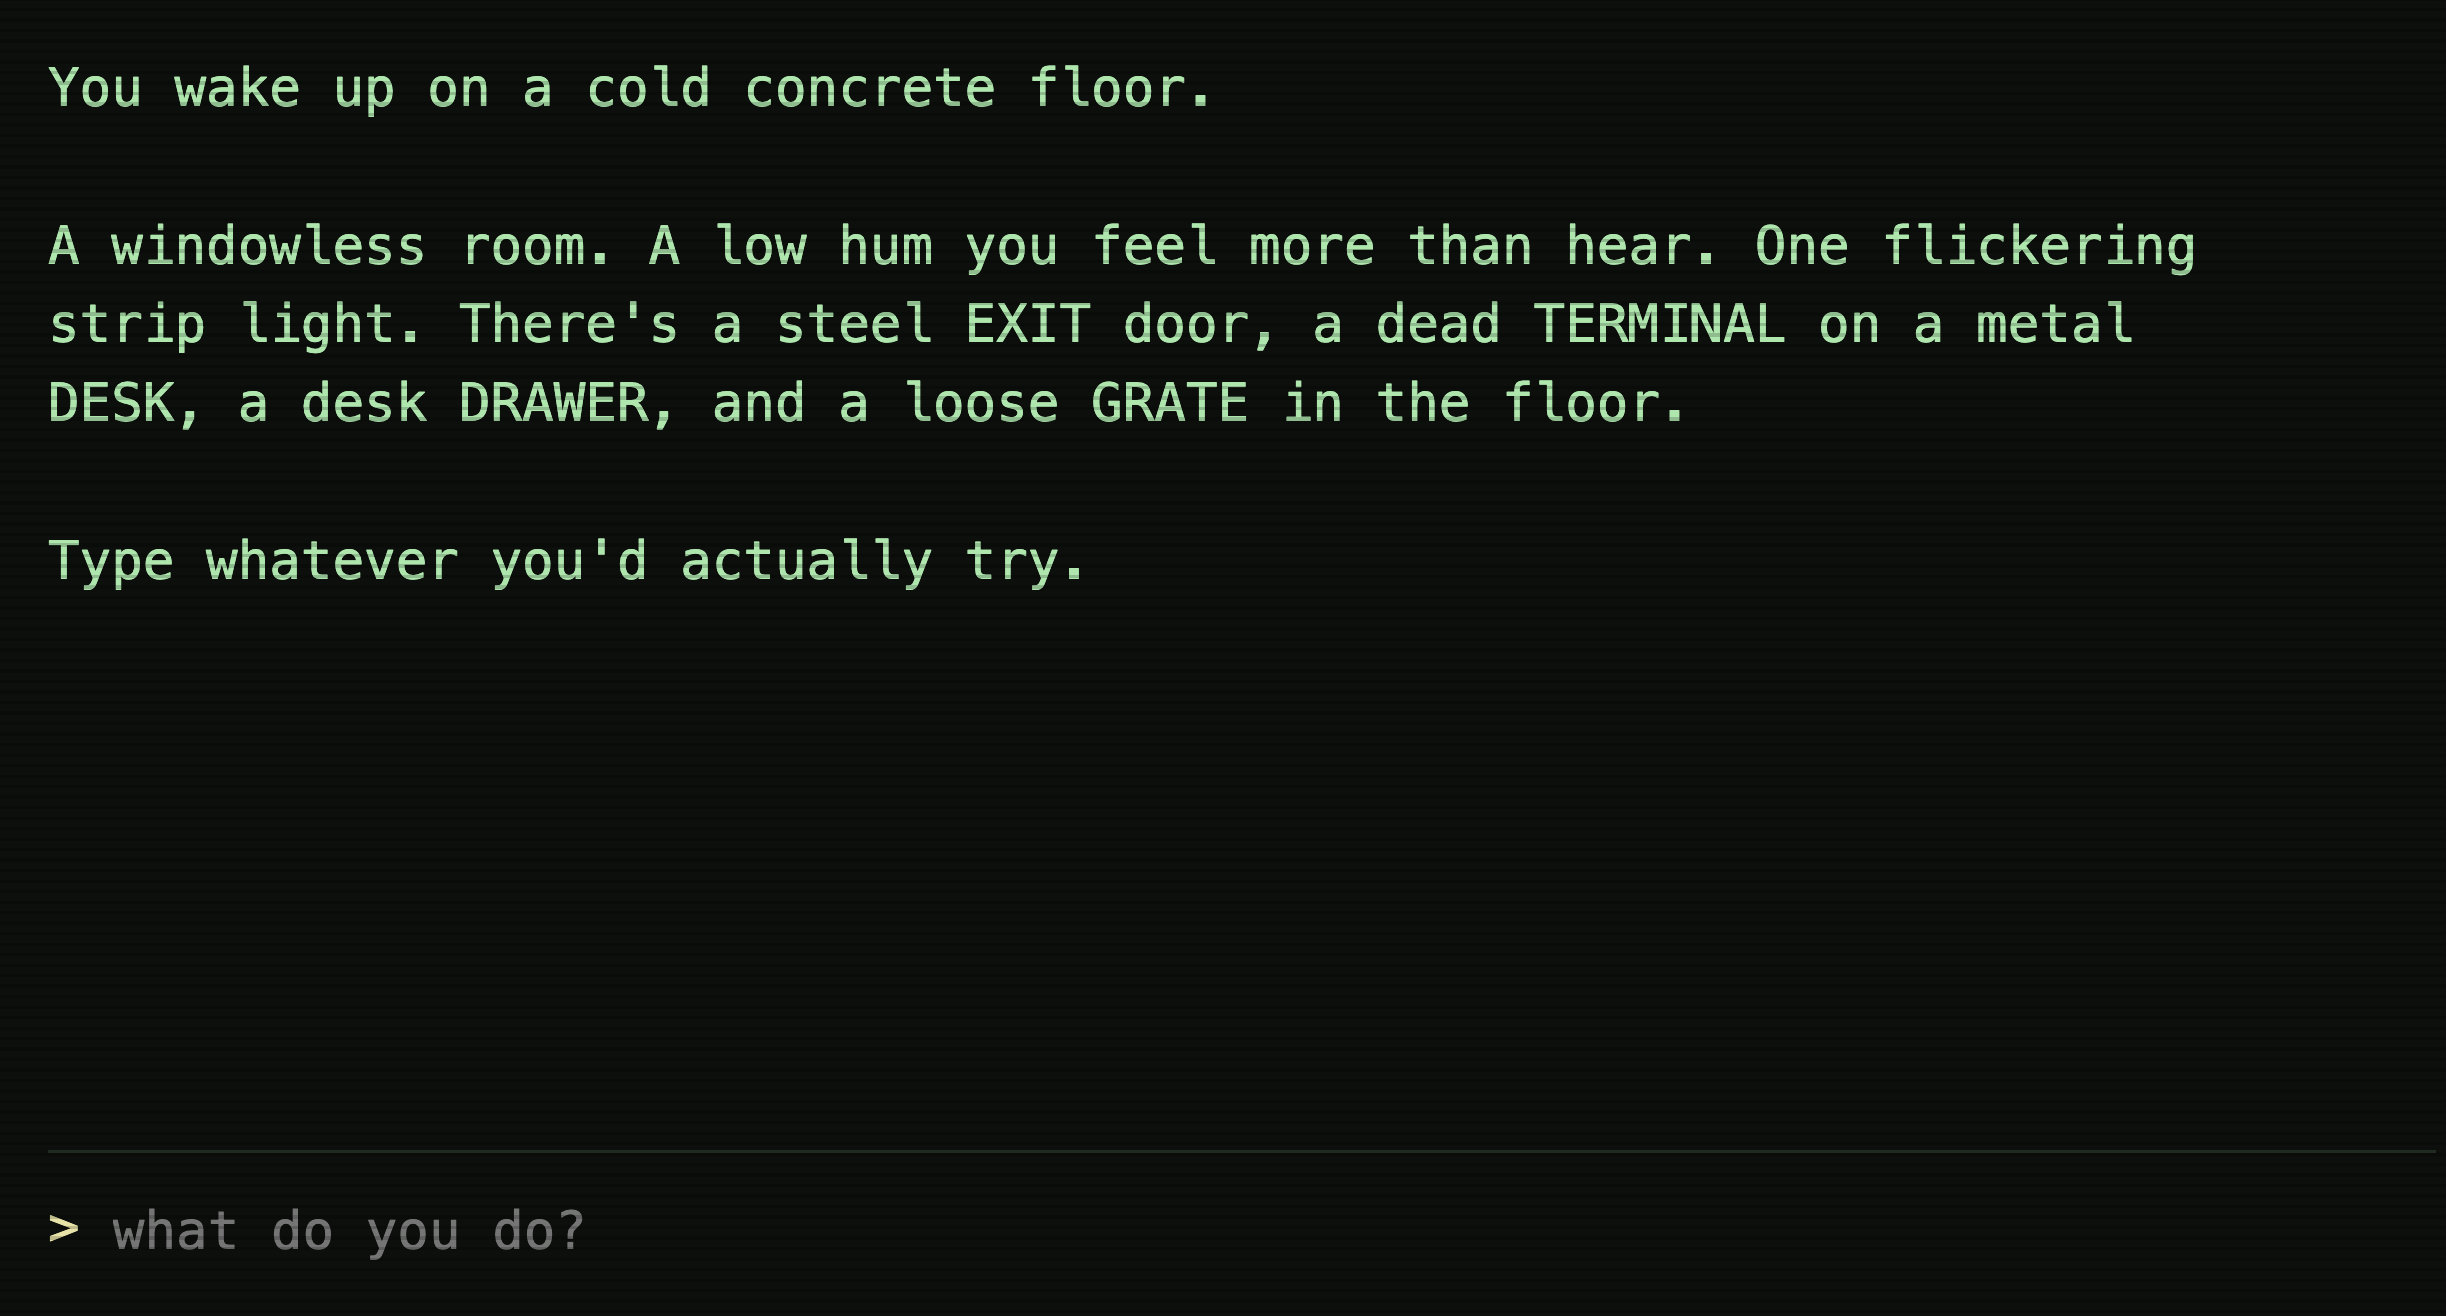 You wake up on a cold concrete floor.
A windowless room. A low hum you feel more than hear. One flickering
strip light. There's a steel EXIT door, a dead TERMINAL on a metal
DESK, a desk DRAWER, and a loose GRATE in the floor.
Type whatever you'd actually try.
> what do you do?